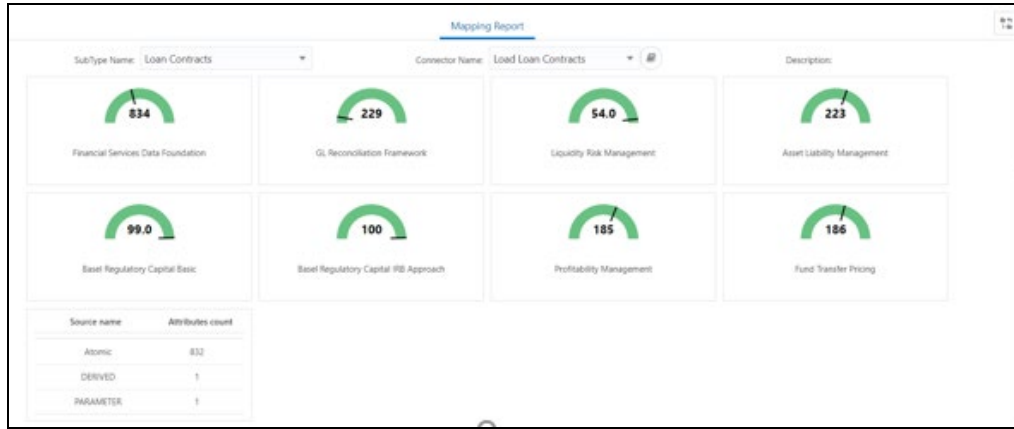 Mapping Report
SubType Name: Loan Contracts Connector Name: Load Loan Contracts Description:
834 229 54.0 223
Financial Services Data Foundation GL Reconciliation Framework Liquidity Risk Management Asset Liability Management
99.0 100 185 186
Basel Regulatory Capital Basic Basel Regulatory Capital IRB Approach Profitability Management Fund Transfer Pricing
Source name Attributes count
Atomic 832
DERIVED 1
PARAMETER 1